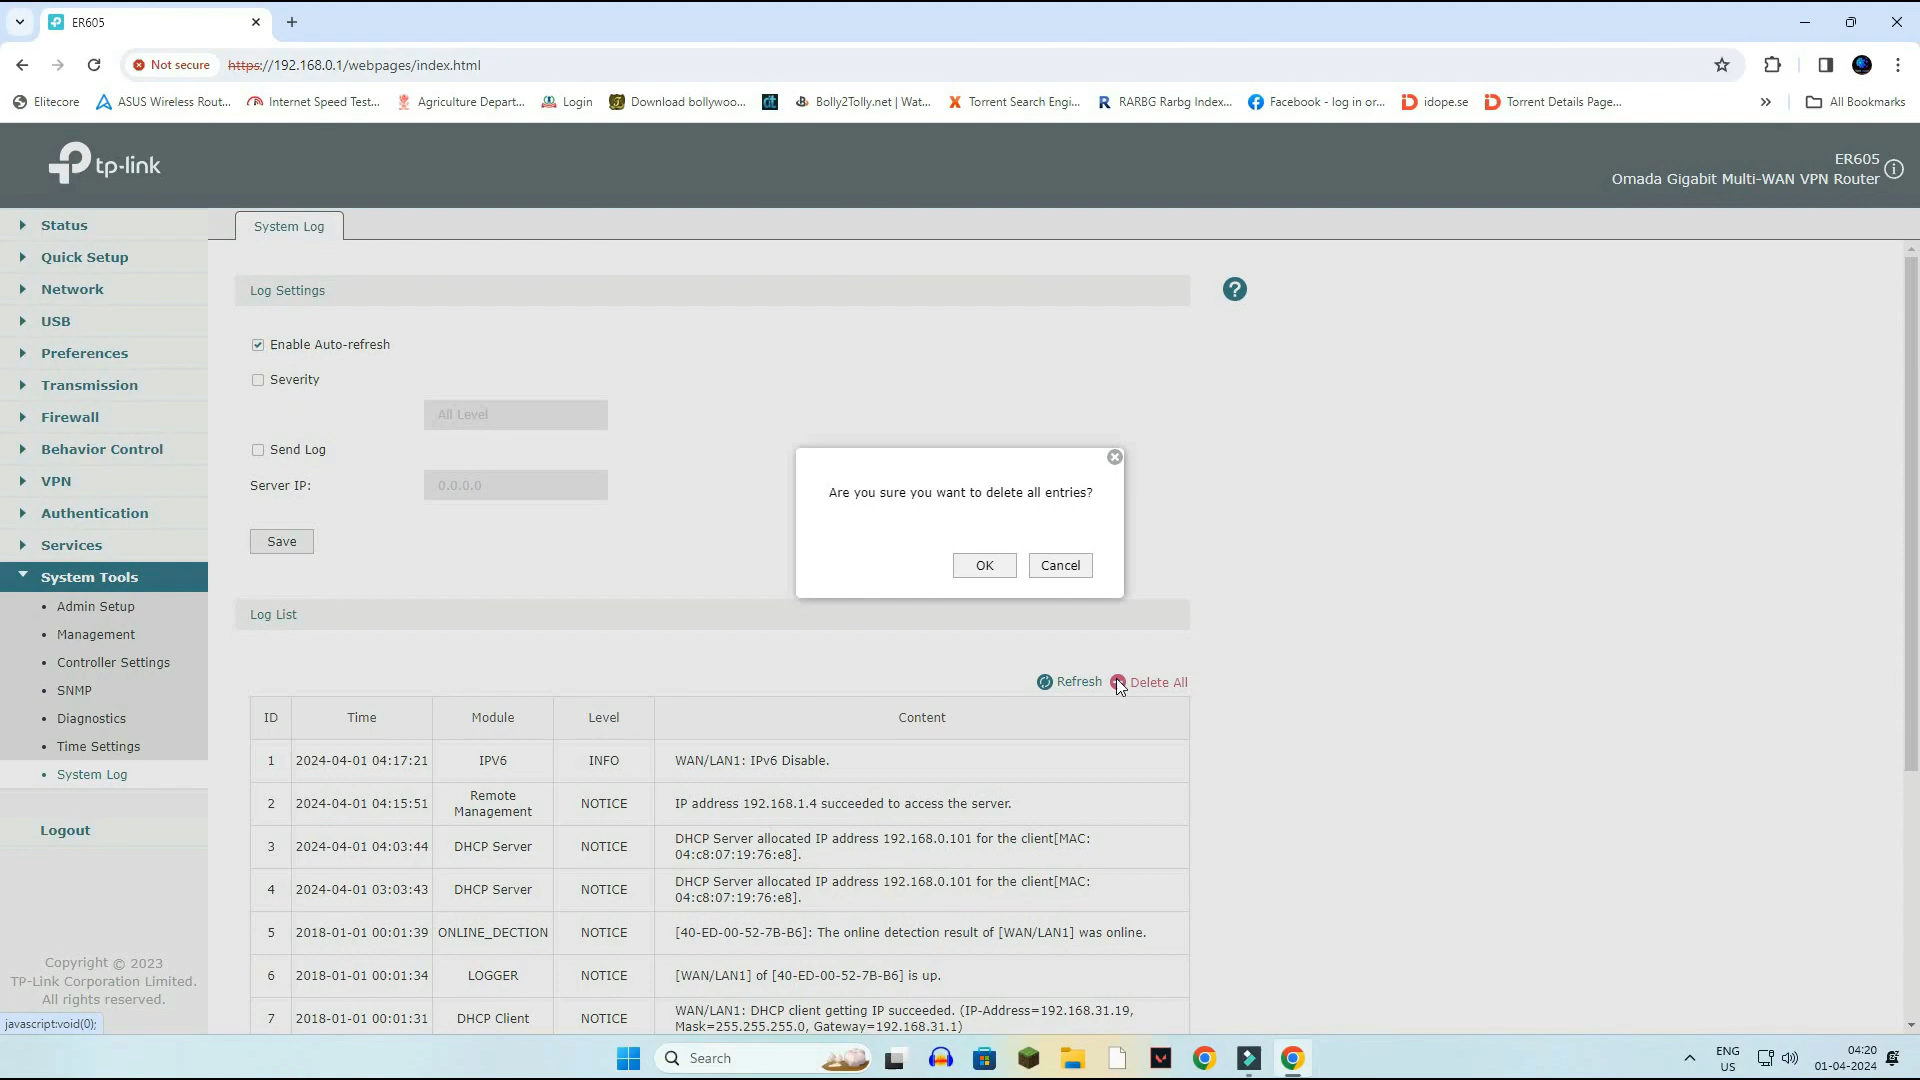 ER605
Not secure https://192.168.0.1/webpages/index.html
Elitecore ASUS Wireless Rout... Internet Speed Test... Agriculture Depart... Login Download bollywoo... Bolly2Tolly.net | Wat... Torrent Search Engi... RARBG Rarbg Index... Facebook - log in or... idope.se Torrent Details Page... » All Bookmarks
tp-link
ER605
Omada Gigabit Multi-WAN VPN Router
Status
Quick Setup
Network
USB
Preferences
Transmission
Firewall
Behavior Control
VPN
Authentication
Services
System Tools
Admin Setup
Management
Controller Settings
SNMP
Diagnostics
Time Settings
System Log
Logout
Copyright © 2023
TP-Link Corporation Limited.
All rights reserved.
javascript:void(0);
System Log
Log Settings
?
Enable Auto-refresh
Severity
All Level
Send Log
Server IP: 0.0.0.0
Save
Are you sure you want to delete all entries?
OK Cancel
Log List
Refresh Delete All
ID Time Module Level Content
1 2024-04-01 04:17:21 IPV6 INFO WAN/LAN1: IPv6 Disable.
2 2024-04-01 04:15:51 Remote Management NOTICE IP address 192.168.1.4 succeeded to access the server.
3 2024-04-01 04:03:44 DHCP Server NOTICE DHCP Server allocated IP address 192.168.0.101 for the client[MAC:
04:c8:07:19:76:e8].
4 2024-04-01 03:03:43 DHCP Server NOTICE DHCP Server allocated IP address 192.168.0.101 for the client[MAC:
04:c8:07:19:76:e8].
5 2018-01-01 00:01:39 ONLINE_DECTION NOTICE [40-ED-00-52-7B-B6]: The online detection result of [WAN/LAN1] was online.
6 2018-01-01 00:01:34 LOGGER NOTICE [WAN/LAN1] of [40-ED-00-52-7B-B6] is up.
7 2018-01-01 00:01:31 DHCP Client NOTICE WAN/LAN1: DHCP client getting IP succeeded. (IP-Address=192.168.31.19,
Mask=255.255.255.0, Gateway=192.168.31.1)
Search
ENG
US
04:20
01-04-2024